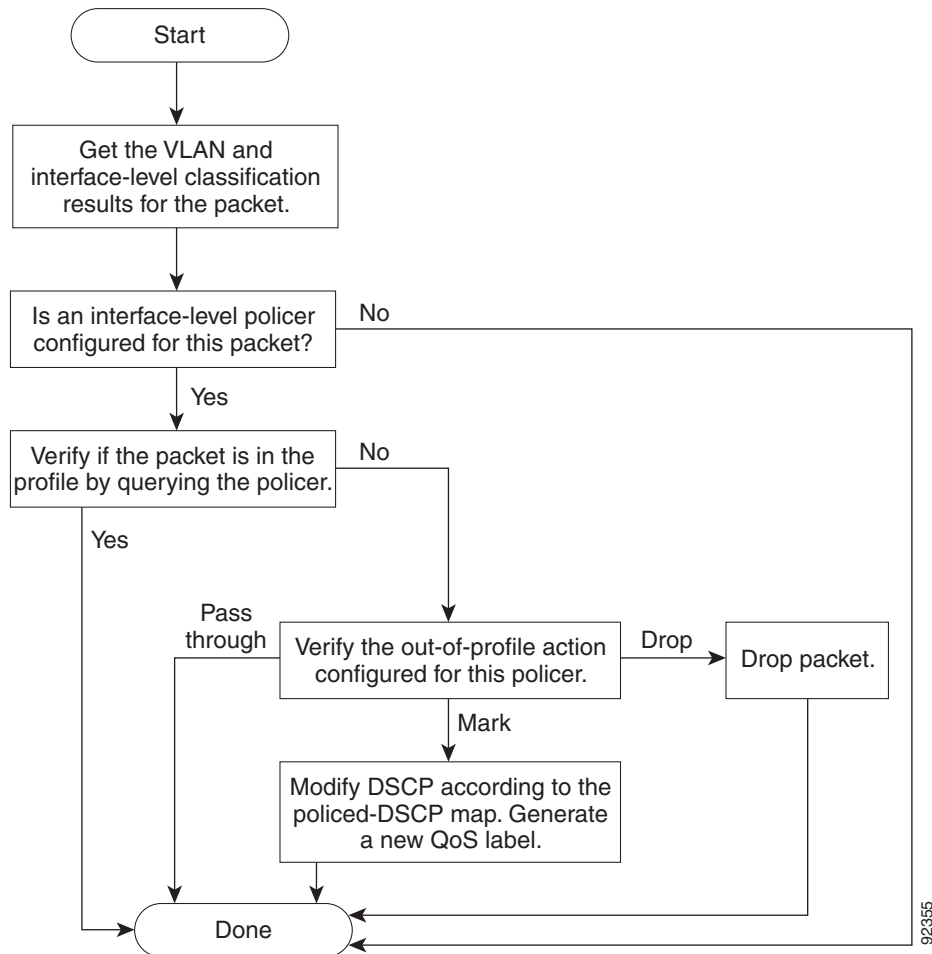 Start
Get the VLAN and
interface-level classification
results for the packet.
Is an interface-level policer
configured for this packet?
No
Yes
Verify if the packet is in the
profile by querying the policer.
No
Yes
Pass
through
Verify the out-of-profile action
configured for this policer.
Drop
Drop packet.
Mark
Modify DSCP according to the
policed-DSCP map. Generate
a new QoS label.
Done
92355